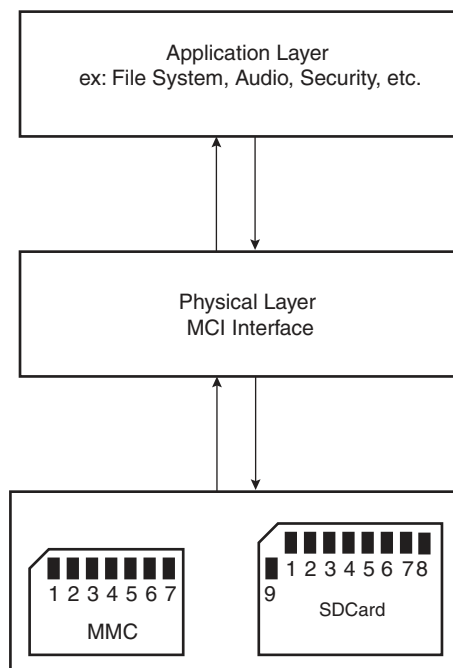 Application Layer
ex: File System, Audio, Security, etc.
Physical Layer
MCI Interface
1 2 3 4 5 6 7
MMC
1 2 3 4 5 6 7 8
9
SDCard